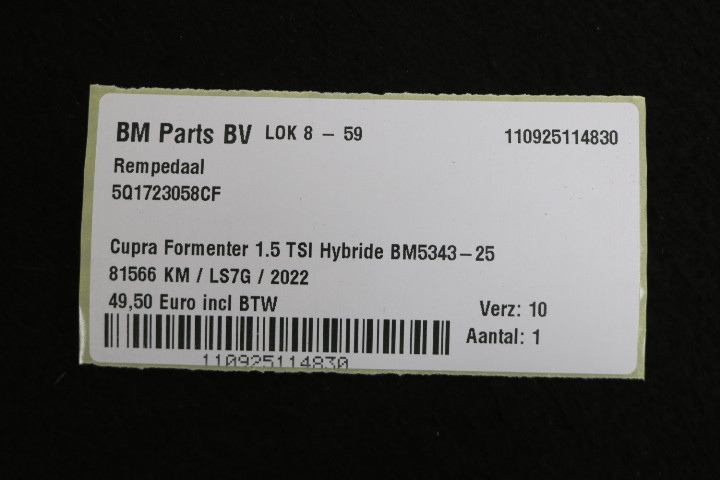 BM Parts BV LOK 8 - 59 110925114830
Rempedaal
5Q1723058CF
Cupra Formenter 1.5 TSI Hybride BM5343-25
81566 KM / LS7G / 2022
49,50 Euro incl BTW Verz: 10
Aantal: 1
110925114830